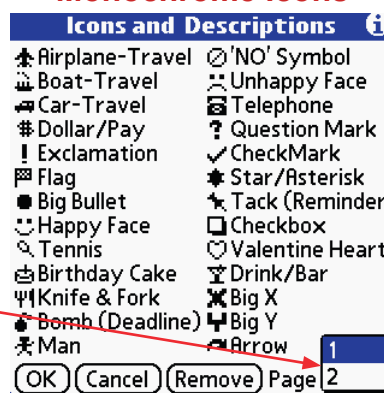 Monochrome Icons
Icons and Descriptions i
Airplane-Travel
Boat-Travel
Car-Travel
Dollar/Pay
Exclamation
Flag
Big Bullet
Happy Face
Tennis
Birthday Cake
Knife & Fork
Bomb (Deadline)
Man
'NO' Symbol
Unhappy Face
Telephone
? Question Mark
CheckMark
Star/Asterisk
Tack (Reminder
Checkbox
Valentine Heart
Drink/Bar
Big X
Big Y
Arrow
OK Cancel Remove Page
1
2